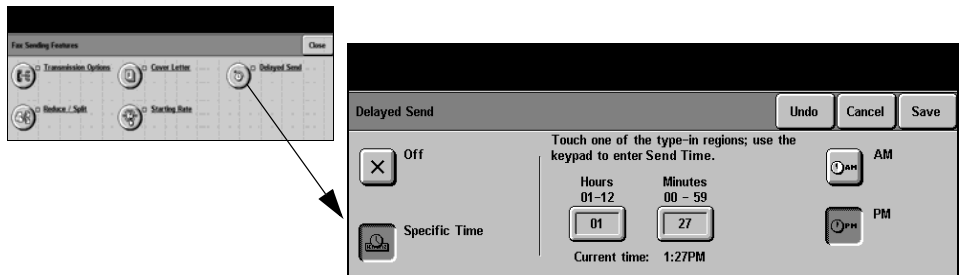 Fax Sending Features Close
Transmission Options Cover Letter Delayed Send
Reduce / Split Starting Rate
Delayed Send Undo Cancel Save
Off
Touch one of the type-in regions; use the
keypad to enter Send Time.
AM
AM
Hours Minutes
01-12 00 - 59
Specific Time
01 27
PM
PM
Current time: 1:27PM